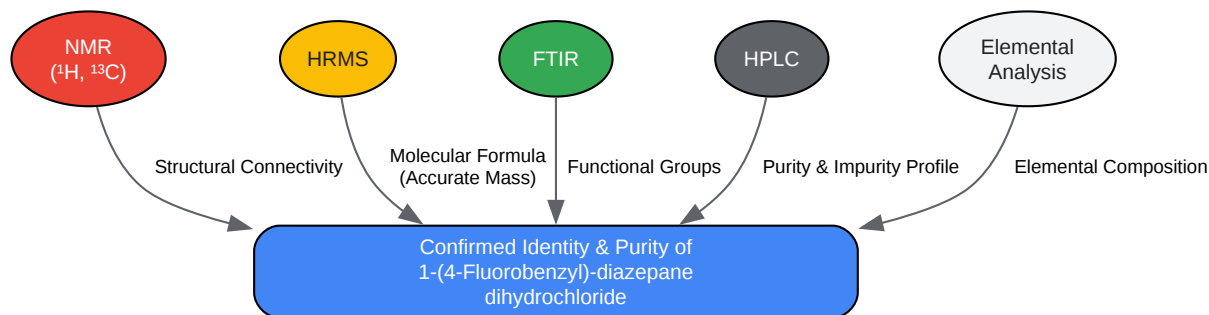 NMR
(¹H, ¹³C)
HRMS
FTIR
HPLC
Elemental
Analysis
Structural Connectivity
Molecular Formula
(Accurate Mass)
Functional Groups
Purity & Impurity Profile
Elemental Composition
Confirmed Identity & Purity of
1-(4-Fluorobenzyl)-diazepane
dihydrochloride